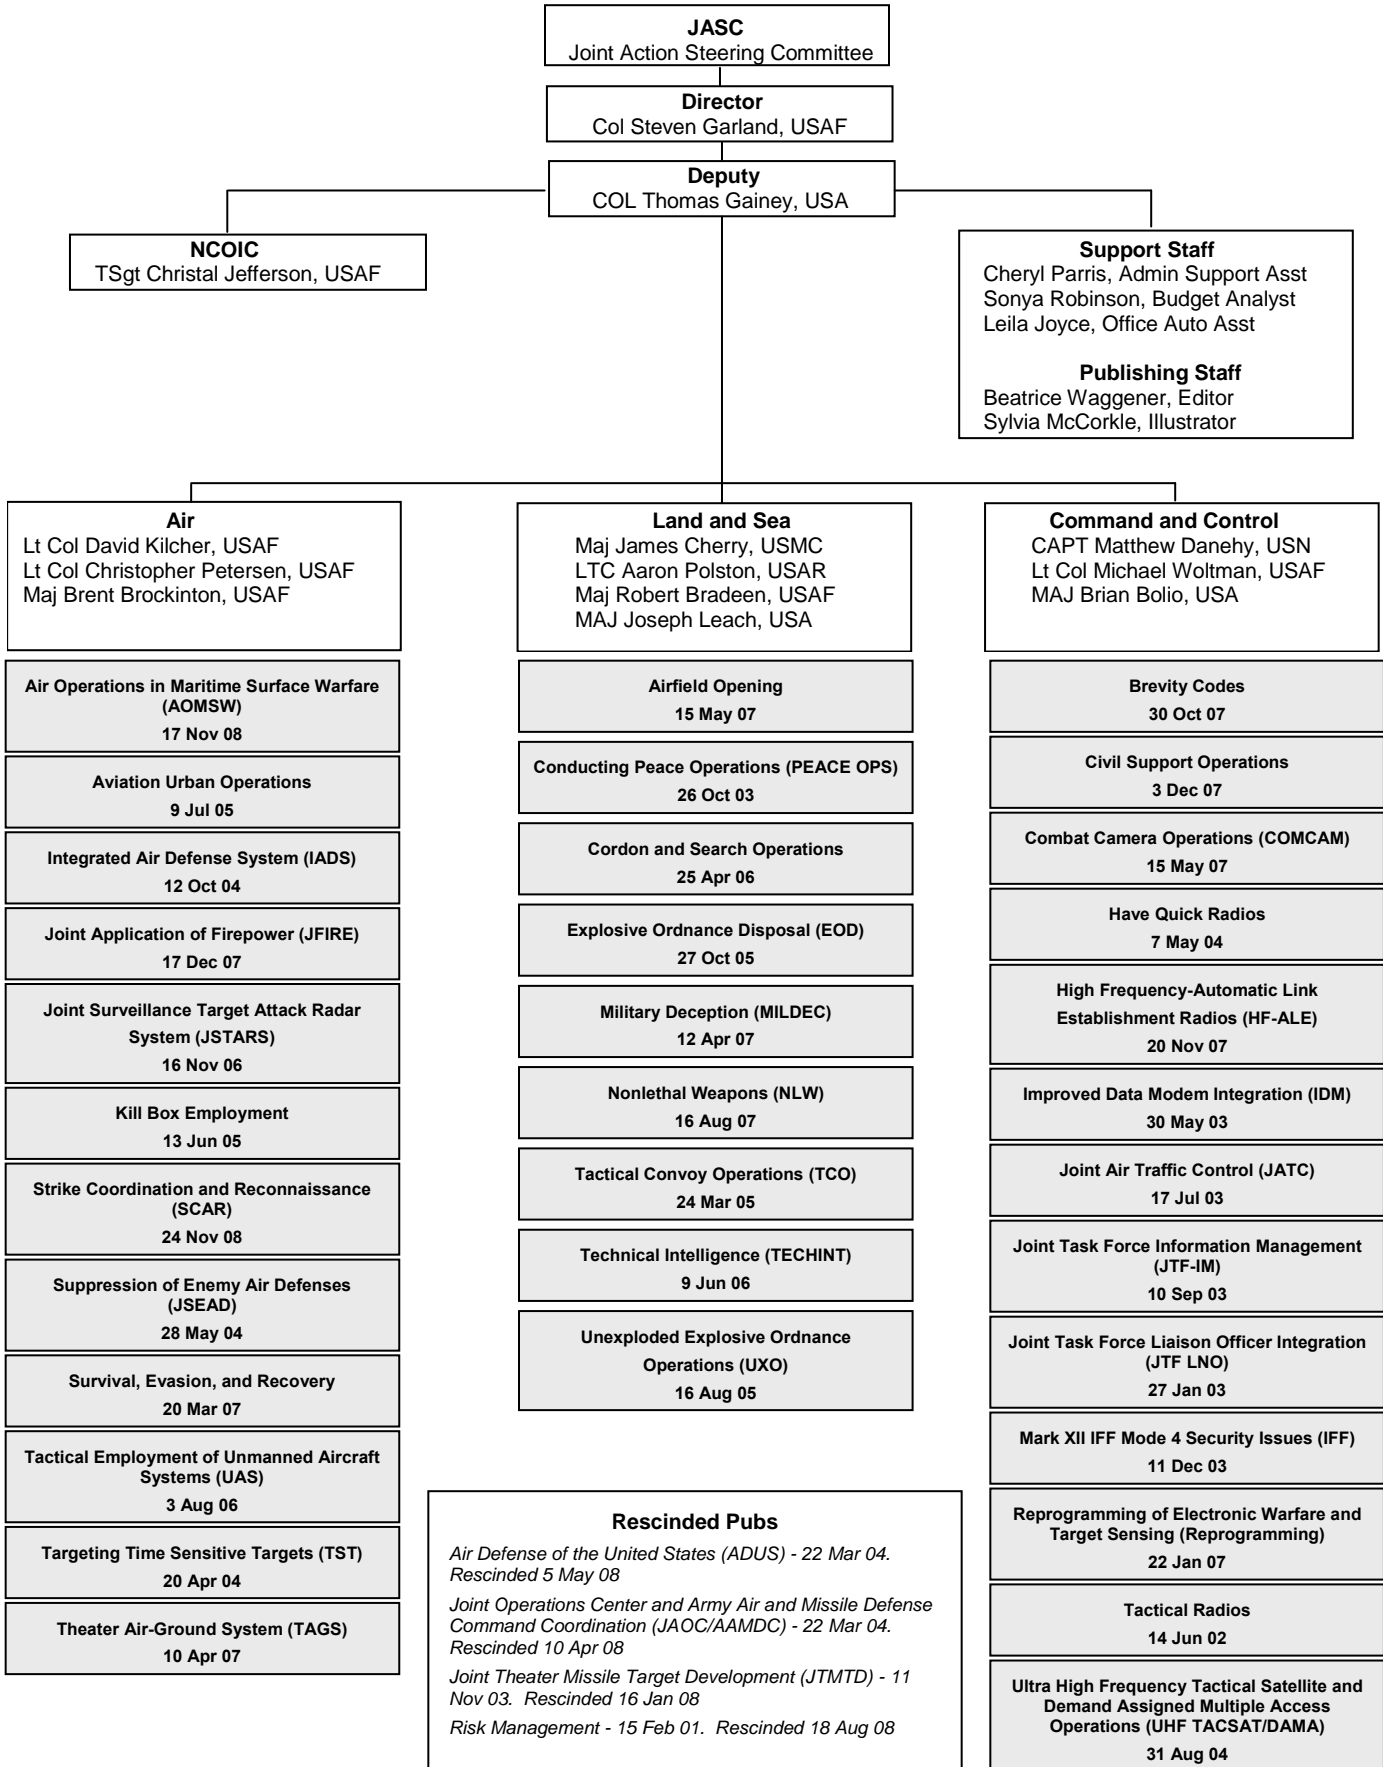 JASC
Joint Action Steering Committee
Director
Col Steven Garland, USAF
Deputy
COL Thomas Gainey, USA
NCOIC
TSgt Christal Jefferson, USAF
Support Staff
Cheryl Parris, Admin Support Asst
Sonya Robinson, Budget Analyst
Leila Joyce, Office Auto Asst
Publishing Staff
Beatrice Waggener, Editor
Sylvia McCorkle, Illustrator
Air
Lt Col David Kilcher, USAF
Lt Col Christopher Petersen, USAF
Maj Brent Brockinton, USAF
Air Operations in Maritime Surface Warfare
(AOMSW)
17 Nov 08
Aviation Urban Operations
9 Jul 05
Integrated Air Defense System (IADS)
12 Oct 04
Joint Application of Firepower (JFIRE)
17 Dec 07
Joint Surveillance Target Attack Radar
System (JSTARS)
16 Nov 06
Kill Box Employment
13 Jun 05
Strike Coordination and Reconnaissance
(SCAR)
24 Nov 08
Suppression of Enemy Air Defenses
(JSEAD)
28 May 04
Survival, Evasion, and Recovery
20 Mar 07
Tactical Employment of Unmanned Aircraft
Systems (UAS)
3 Aug 06
Targeting Time Sensitive Targets (TST)
20 Apr 04
Theater Air-Ground System (TAGS)
10 Apr 07
Land and Sea
Maj James Cherry, USMC
LTC Aaron Polston, USAR
Maj Robert Bradeen, USAF
MAJ Joseph Leach, USA
Airfield Opening
15 May 07
Conducting Peace Operations (PEACE OPS)
26 Oct 03
Cordon and Search Operations
25 Apr 06
Explosive Ordnance Disposal (EOD)
27 Oct 05
Military Deception (MILDEC)
12 Apr 07
Nonlethal Weapons (NLW)
16 Aug 07
Tactical Convoy Operations (TCO)
24 Mar 05
Technical Intelligence (TECHINT)
9 Jun 06
Unexploded Explosive Ordnance
Operations (UXO)
16 Aug 05
Rescinded Pubs
Air Defense of the United States (ADUS) - 22 Mar 04.
Rescinded 5 May 08
Joint Operations Center and Army Air and Missile Defense
Command Coordination (JAOC/AAMDC) - 22 Mar 04.
Rescinded 10 Apr 08
Joint Theater Missile Target Development (JTMTD) - 11
Nov 03. Rescinded 16 Jan 08
Risk Management - 15 Feb 01. Rescinded 18 Aug 08
Command and Control
CAPT Matthew Danehy, USN
Lt Col Michael Woltman, USAF
MAJ Brian Bolio, USA
Brevity Codes
30 Oct 07
Civil Support Operations
3 Dec 07
Combat Camera Operations (COMCAM)
15 May 07
Have Quick Radios
7 May 04
High Frequency-Automatic Link
Establishment Radios (HF-ALE)
20 Nov 07
Improved Data Modem Integration (IDM)
30 May 03
Joint Air Traffic Control (JATC)
17 Jul 03
Joint Task Force Information Management
(JTF-IM)
10 Sep 03
Joint Task Force Liaison Officer Integration
(JTF LNO)
27 Jan 03
Mark XII IFF Mode 4 Security Issues (IFF)
11 Dec 03
Reprogramming of Electronic Warfare and
Target Sensing (Reprogramming)
22 Jan 07
Tactical Radios
14 Jun 02
Ultra High Frequency Tactical Satellite and
Demand Assigned Multiple Access
Operations (UHF TACSAT/DAMA)
31 Aug 04